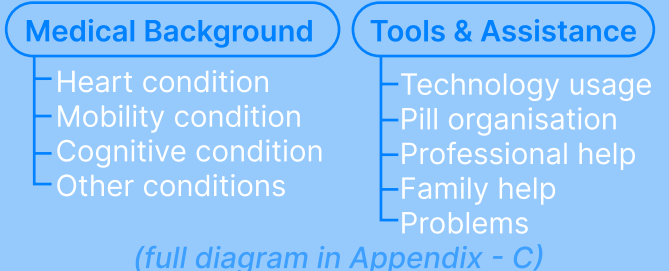 Medical Background
Heart condition
Mobility condition
Cognitive condition
Other conditions
Tools & Assistance
Technology usage
Pill organisation
Professional help
Family help
Problems
(full diagram in Appendix - C)